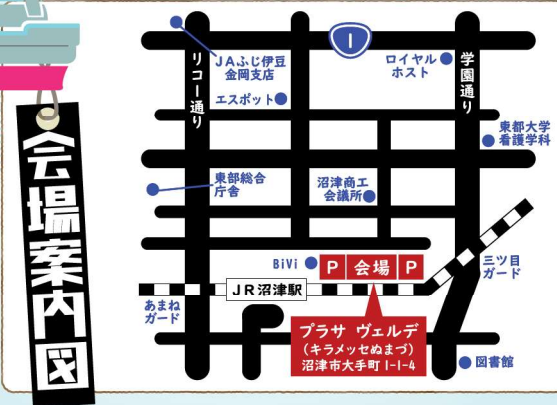 会場案内図
1
JAふじ伊豆
金岡支店
ロイヤル
ホスト
リコー通り
学園通り
エスポット
東都大学
看護学科
東部総合
庁舎
沼津商工
会議所
BiVi
P 会場 P
三ツ目
ガード
JR沼津駅
あまね
ガード
プラサ ヴェルデ
(キラメッセぬまづ)
沼津市大手町1-1-4
図書館